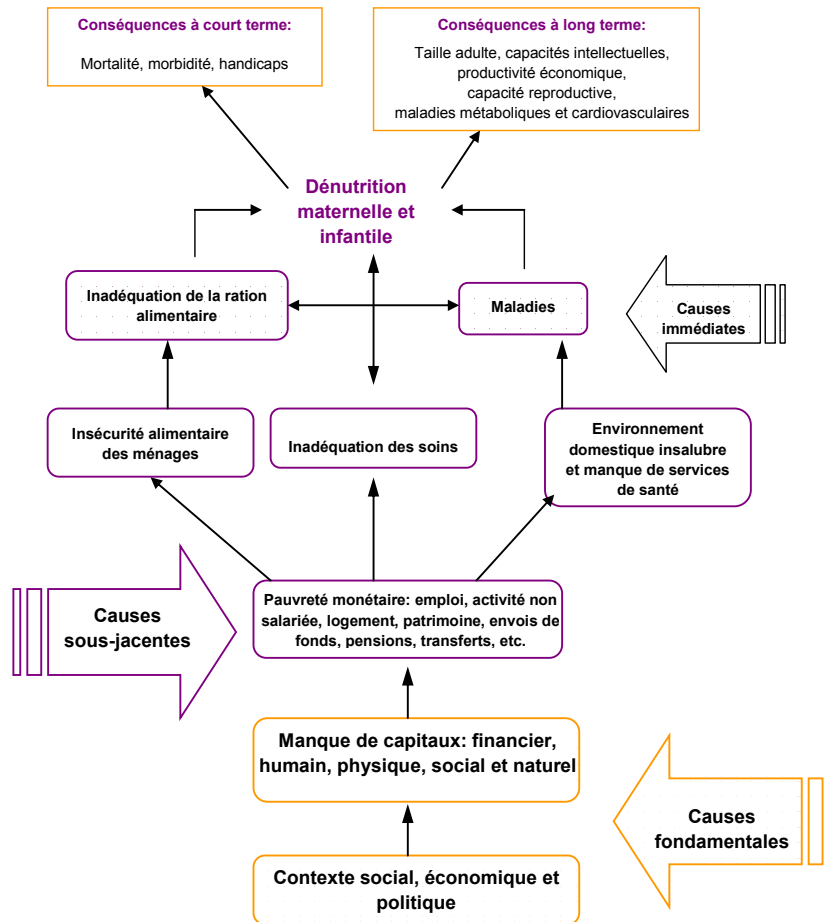 Conséquences à court terme:
Mortalité, morbidité, handicaps
Conséquences à long terme:
Taille adulte, capacités intellectuelles,
productivité économique,
capacité reproductive,
maladies métaboliques et cardiovasculaires
Dénutrition
maternelle et
infantile
Inadéquation de la ration
alimentaire
Maladies
Causes
immédiates
Insécurité alimentaire
des ménages
Inadéquation des soins
Environnement
domestique insalubre
et manque de services
de santé
Causes
sous-jacentes
Pauvreté monétaire: emploi, activité non
salariée, logement, patrimoine, envois de
fonds, pensions, transferts, etc.
Manque de capitaux: financier,
humain, physique, social et naturel
Causes
fondamentales
Contexte social, économique et
politique